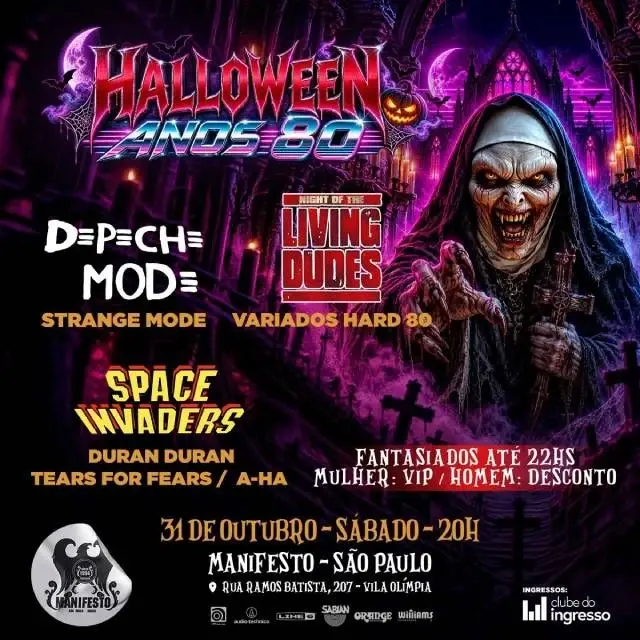 HALLOWEEN
ANOS 80
DEPECHE
MODE
STRANGE MODE
NIGHT OF THE
LIVING
DUDES
VARIADOS HARD 80
SPACE
INVADERS
DURAN DURAN
TEARS FOR FEARS / A-HA
FANTASIADOS ATÉ 22HS
MULHER: VIP / HOMEM: DESCONTO
31 DE OUTUBRO - SÁBADO - 20H
MANIFESTO - SÃO PAULO
RUA RAMOS BATISTA, 207 - VILA OLÍMPIA
MANIFESTO
audio-technica
LINE 6
SABIAN
ORANGE
WILLIAMS
INGRESSOS:
clube do
ingresso